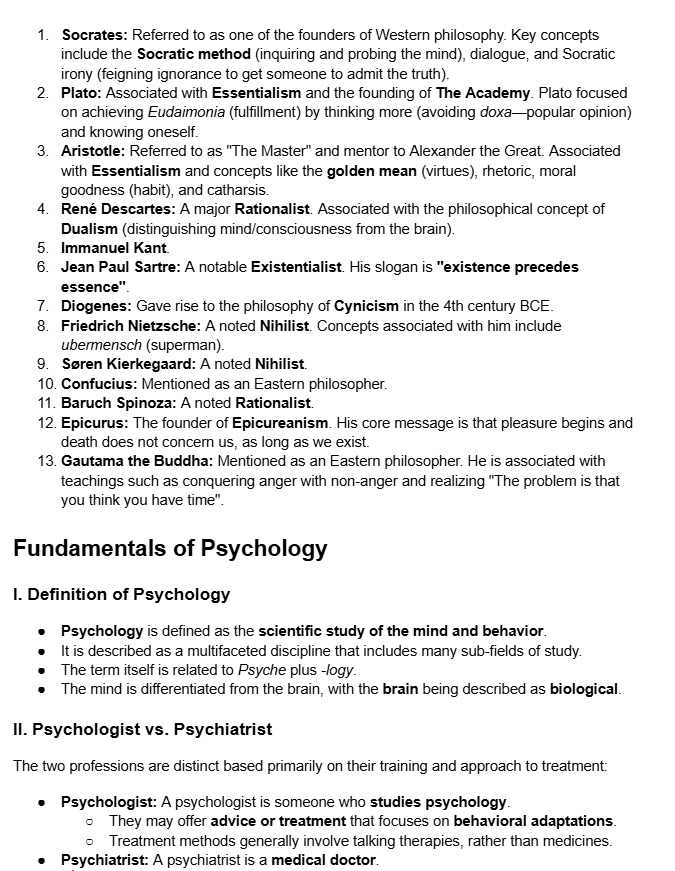 1. Socrates: Referred to as one of the founders of Western philosophy. Key concepts
include the Socratic method (inquiring and probing the mind), dialogue, and Socratic
irony (feigning ignorance to get someone to admit the truth).
2. Plato: Associated with Essentialism and the founding of The Academy. Plato focused
on achieving Eudaimonia (fulfillment) by thinking more (avoiding doxa—popular opinion)
and knowing oneself.
3. Aristotle: Referred to as "The Master" and mentor to Alexander the Great. Associated
with Essentialism and concepts like the golden mean (virtues), rhetoric, moral
goodness (habit), and catharsis.
4. René Descartes: A major Rationalist. Associated with the philosophical concept of
Dualism (distinguishing mind/consciousness from the brain).
5. Immanuel Kant.
6. Jean Paul Sartre: A notable Existentialist. His slogan is "existence precedes
essence".
7. Diogenes: Gave rise to the philosophy of Cynicism in the 4th century BCE.
8. Friedrich Nietzsche: A noted Nihilist. Concepts associated with him include
ubermensch (superman).
9. Søren Kierkegaard: A noted Nihilist.
10. Confucius: Mentioned as an Eastern philosopher.
11. Baruch Spinoza: A noted Rationalist.
12. Epicurus: The founder of Epicureanism. His core message is that pleasure begins and
death does not concern us, as long as we exist.
13. Gautama the Buddha: Mentioned as an Eastern philosopher. He is associated with
teachings such as conquering anger with non-anger and realizing "The problem is that
you think you have time".
Fundamentals of Psychology
I. Definition of Psychology
● Psychology is defined as the scientific study of the mind and behavior.
● It is described as a multifaceted discipline that includes many sub-fields of study.
● The term itself is related to Psyche plus -logy.
● The mind is differentiated from the brain, with the brain being described as biological.
II. Psychologist vs. Psychiatrist
The two professions are distinct based primarily on their training and approach to treatment:
● Psychologist: A psychologist is someone who studies psychology.
○ They may offer advice or treatment that focuses on behavioral adaptations.
○ Treatment methods generally involve talking therapies, rather than medicines.
● Psychiatrist: A psychiatrist is a medical doctor.